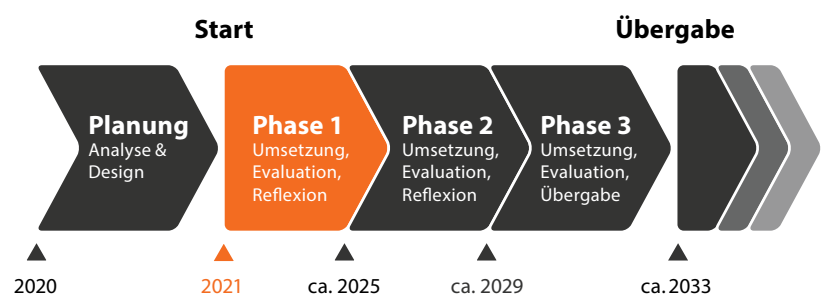 Start
Übergabe
Planung
Analyse &
Design
Phase 1
Umsetzung,
Evaluation,
Reflexion
Phase 2
Umsetzung,
Evaluation,
Reflexion
Phase 3
Umsetzung,
Evaluation,
Übergabe
2020
2021
ca. 2025
ca. 2029
ca. 2033